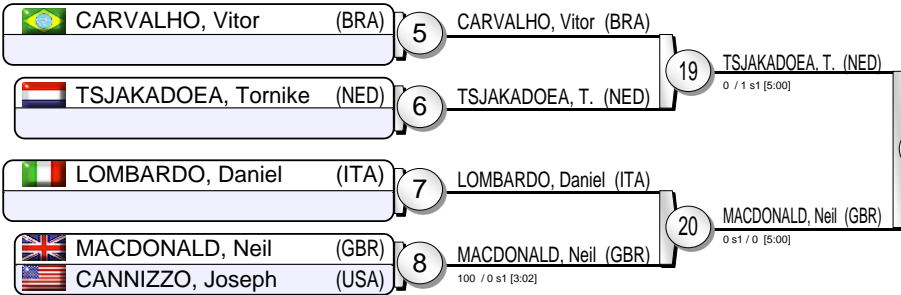 CARVALHO, Vitor (BRA)
5
CARVALHO, Vitor (BRA)
TSJAKADOEA, Tornike (NED)
6
TSJAKADOEA, T. (NED)
19
TSJAKADOEA, T. (NED)
0 / 1 s1 [5:00]
LOMBARDO, Daniel (ITA)
7
LOMBARDO, Daniel (ITA)
MACDONALD, Neil (GBR)
CANNIZZO, Joseph (USA)
8
MACDONALD, Neil (GBR)
100 / 0 s1 [3:02]
20
MACDONALD, Neil (GBR)
0 s1 / 0 [5:00]